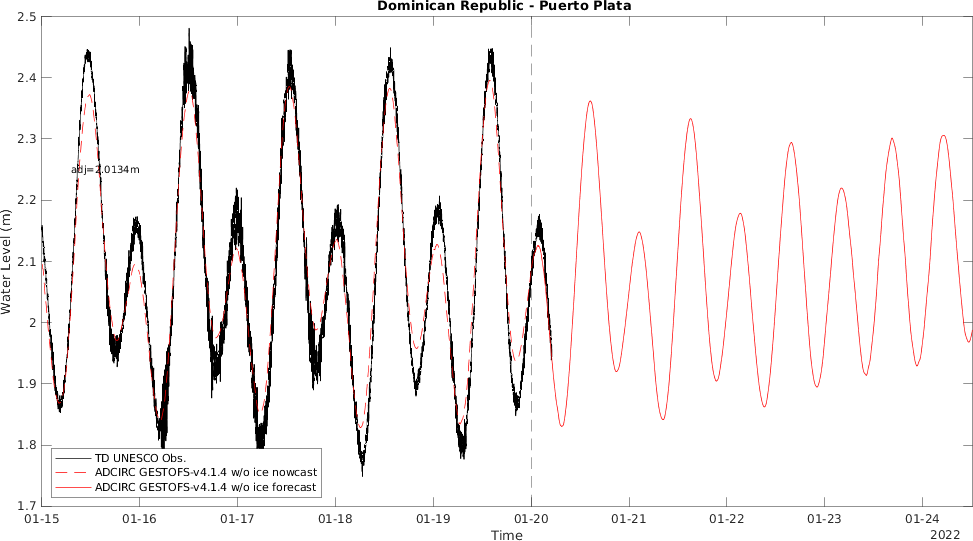 Dominican Republic - Puerto Plata
2.5
2.4
2.3
2.2
2.1
2
1.9
1.8
1.7
Water Level (m)
adj=2.0134m
TD UNESCO Obs.
ADCIRC GESTOFS-v4.1.4 w/o ice nowcast
ADCIRC GESTOFS-v4.1.4 w/o ice forecast
01-15 01-16 01-17 01-18 01-19 01-20 01-21 01-22 01-23 01-24
Time
2022